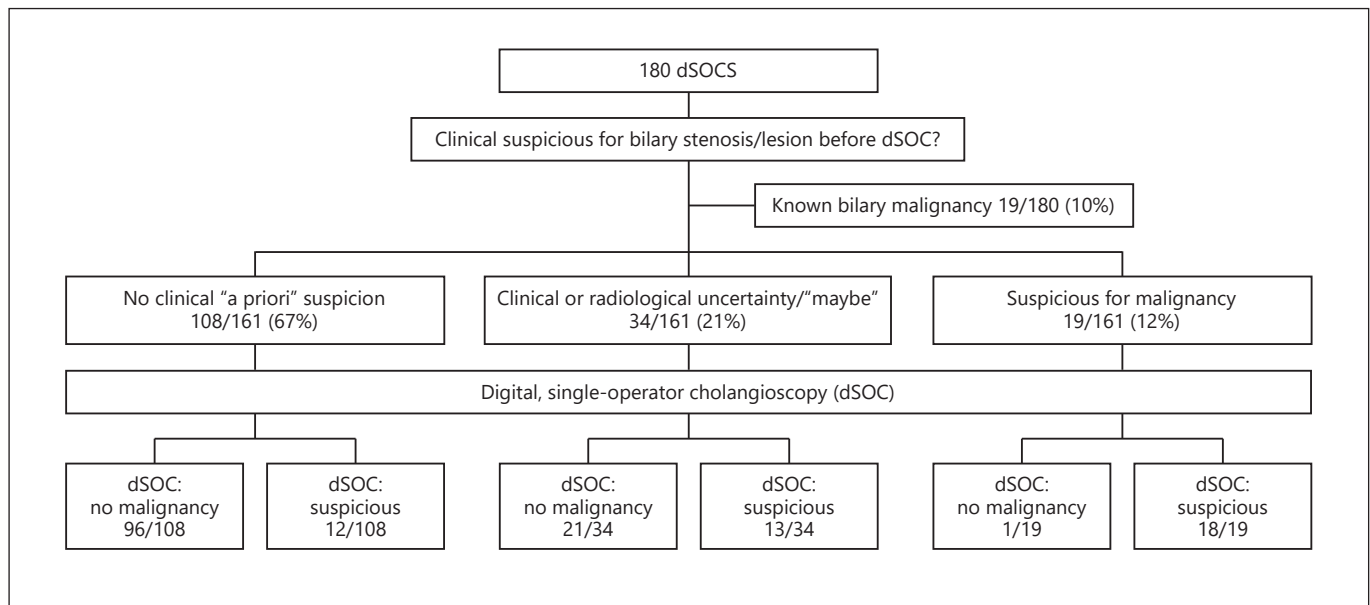 180 dSOCS
Clinical suspicious for bilary stenosis/lesion before dSOC?
Known bilary malignancy 19/180 (10%)
No clinical “a priori” suspicion
108/161 (67%)
Clinical or radiological uncertainty/“maybe”
34/161 (21%)
Suspicious for malignancy
19/161 (12%)
Digital, single-operator cholangioscopy (dSOC)
dSOC:
no malignancy
96/108
dSOC:
suspicious
12/108
dSOC:
no malignancy
21/34
dSOC:
suspicious
13/34
dSOC:
no malignancy
1/19
dSOC:
suspicious
18/19